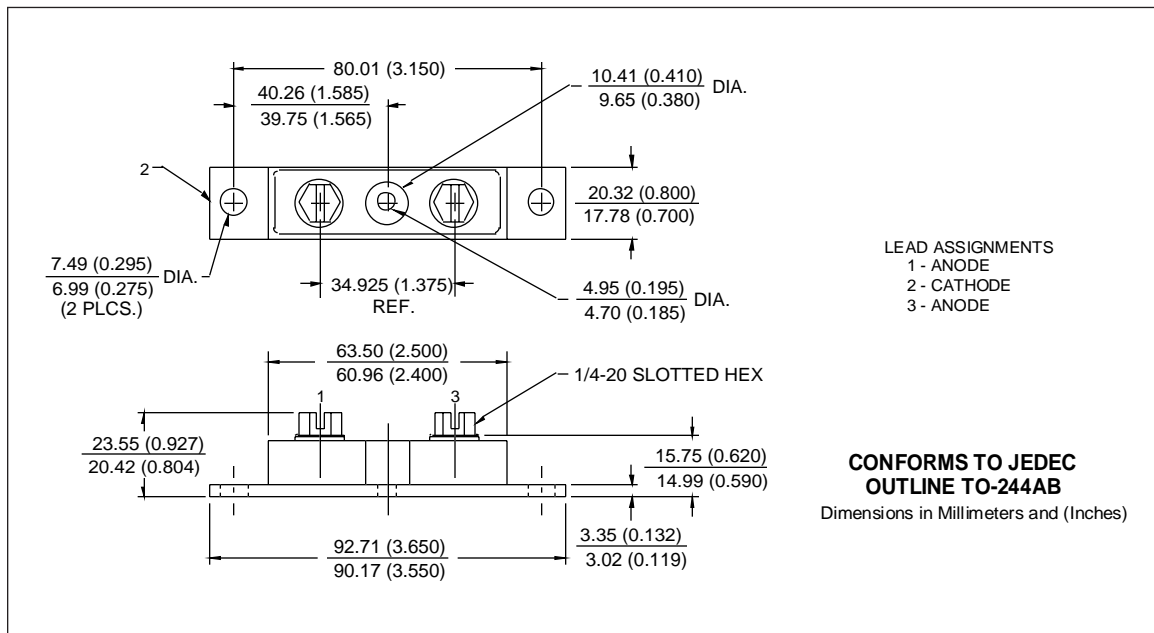 80.01 (3.150)
40.26 (1.585)
39.75 (1.565)
10.41 (0.410)
9.65 (0.380)
DIA.
2
20.32 (0.800)
17.78 (0.700)
7.49 (0.295)
6.99 (0.275)
DIA.
(2 PLCS.)
34.925 (1.375)
REF.
4.95 (0.195)
4.70 (0.185)
DIA.
LEAD ASSIGNMENTS
1 - ANODE
2 - CATHODE
3 - ANODE
63.50 (2.500)
60.96 (2.400)
1/4-20 SLOTTED HEX
1
3
23.55 (0.927)
20.42 (0.804)
15.75 (0.620)
14.99 (0.590)
3.35 (0.132)
3.02 (0.119)
92.71 (3.650)
90.17 (3.550)
CONFORMS TO JEDEC
OUTLINE TO-244AB
Dimensions in Millimeters and (Inches)